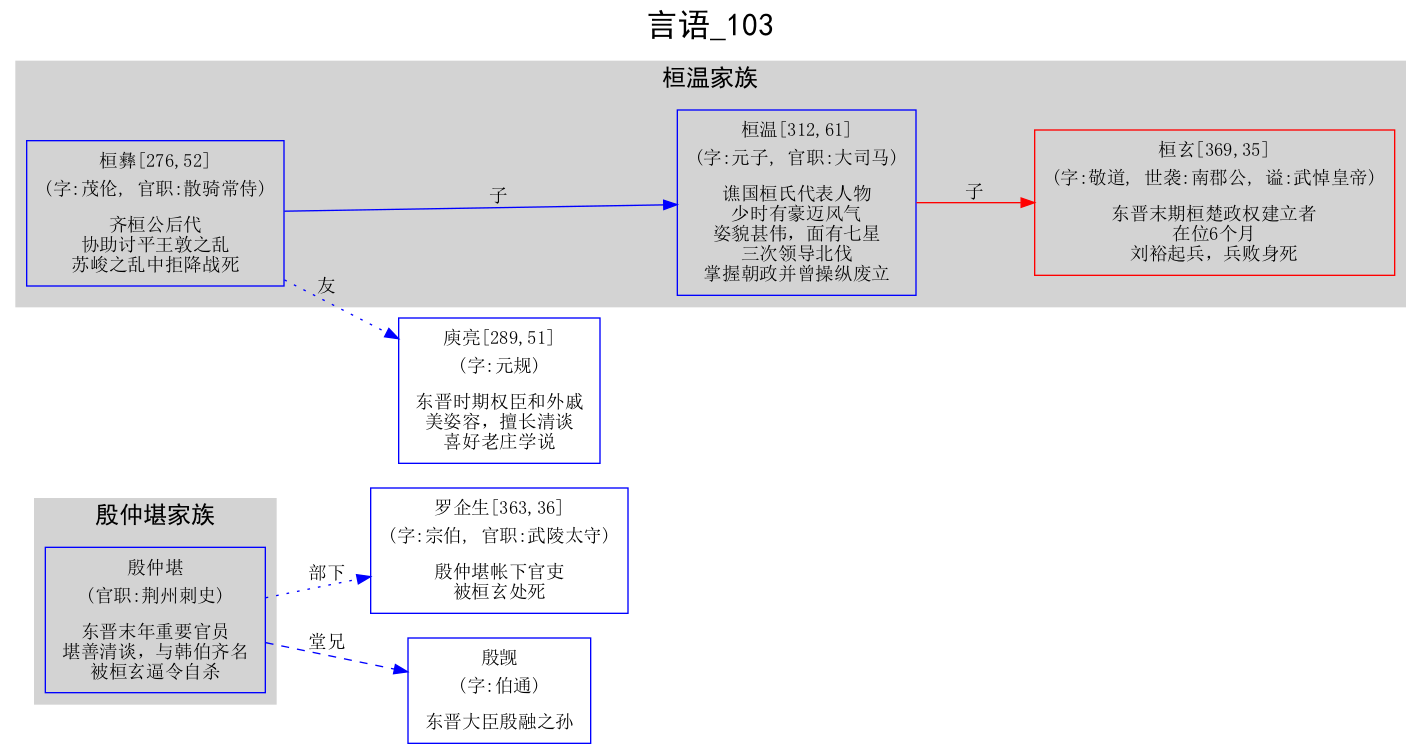 言语_103
桓温家族
桓彝[276,52]
(字:茂伦, 官职:散骑常侍)
齐桓公后代
协助讨平王敦之乱
苏峻之乱中拒降战死
子
桓温[312,61]
(字:元子, 官职:大司马)
谯国桓氏代表人物
少时有豪迈风气
姿貌甚伟，面有七星
三次领导北伐
掌握朝政并曾操纵废立
子
桓玄[369,35]
(字:敬道, 世袭:南郡公, 谥:武悼皇帝)
东晋末期桓楚政权建立者
在位6个月
刘裕起兵，兵败身死
友
庾亮[289,51]
(字:元规)
东晋时期权臣和外戚
美姿容，擅长清谈
喜好老庄学说
殷仲堪家族
殷仲堪
(官职:荆州刺史)
东晋末年重要官员
堪善清谈，与韩伯齐名
被桓玄逼令自杀
部下
罗企生[363,36]
(字:宗伯, 官职:武陵太守)
殷仲堪帐下官吏
被桓玄处死
堂兄
殷觊
(字:伯通)
东晋大臣殷融之孙